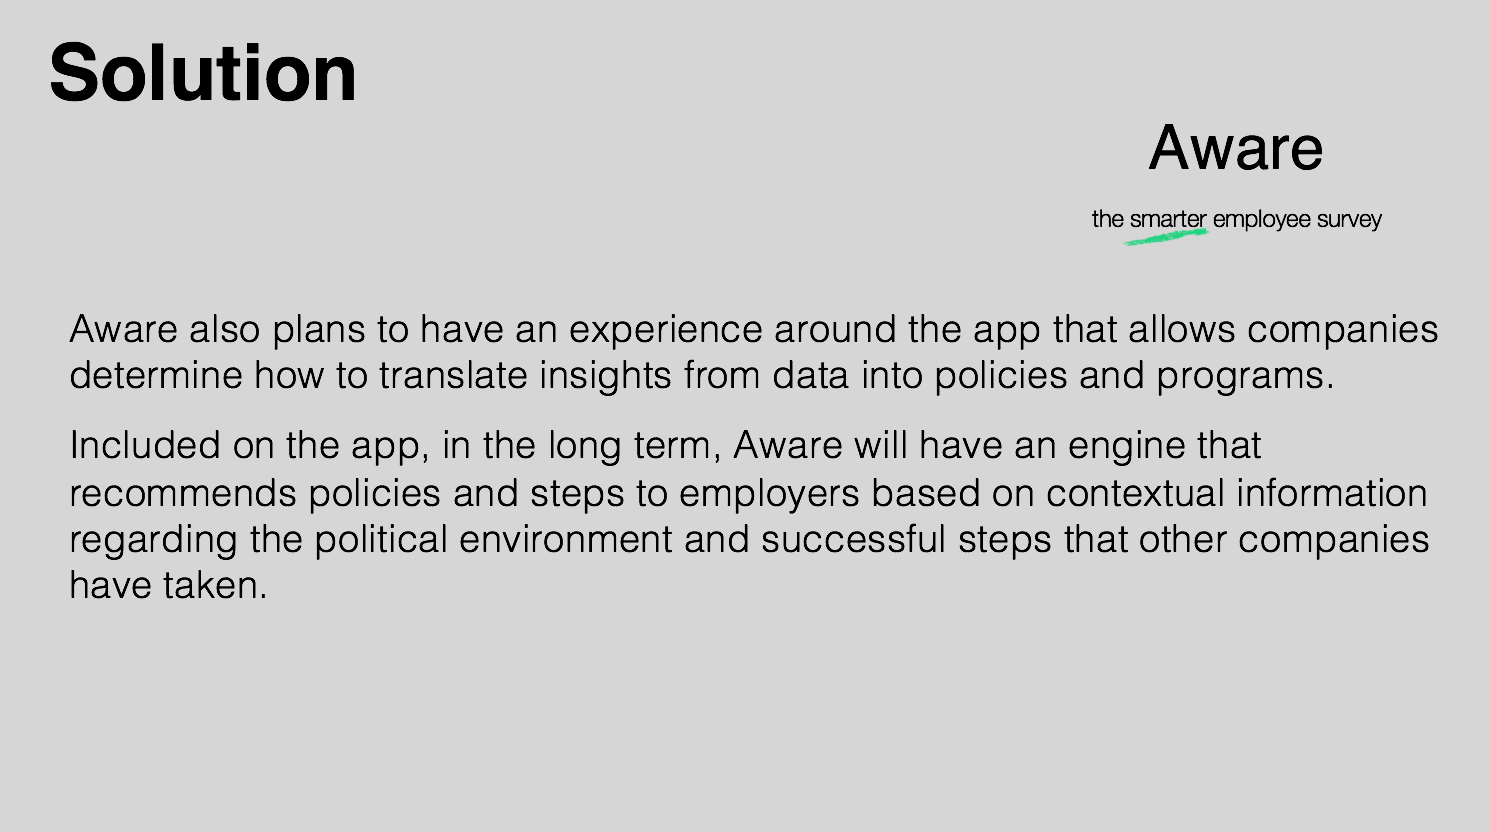 Solution
Aware
the smarter employee survey
Aware also plans to have an experience around the app that allows companies
determine how to translate insights from data into policies and programs.
Included on the app, in the long term, Aware will have an engine that
recommends policies and steps to employers based on contextual information
regarding the political environment and successful steps that other companies
have taken.